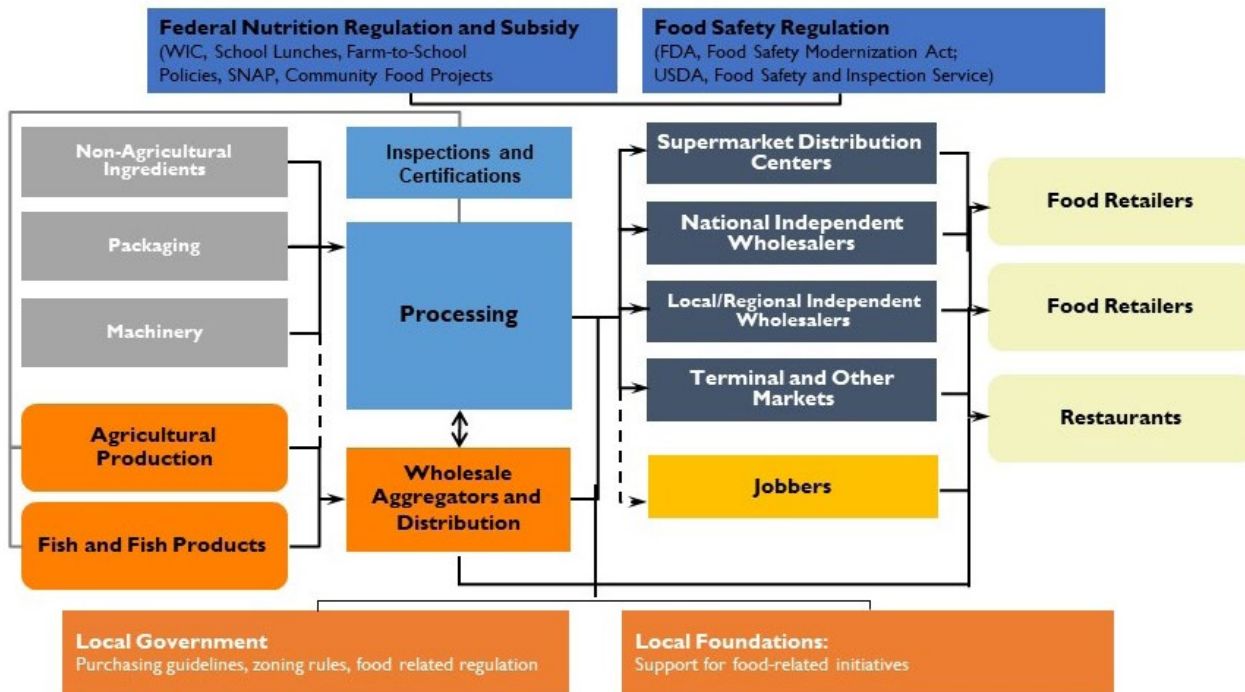 Federal Nutrition Regulation and Subsidy
(WIC, School Lunches, Farm-to-School
Policies, SNAP, Community Food Projects
Food Safety Regulation
(FDA, Food Safety Modernization Act;
USDA, Food Safety and Inspection Service)
Non-Agricultural
Ingredients
Packaging
Machinery
Agricultural
Production
Fish and Fish Products
Inspections and
Certifications
Processing
Wholesale
Aggregators and
Distribution
Supermarket Distribution
Centers
National Independent
Wholesalers
Local/Regional Independent
Wholesalers
Terminal and Other
Markets
Jobbers
Food Retailers
Food Retailers
Restaurants
Local Government
Purchasing guidelines, zoning rules, food related regulation
Local Foundations:
Support for food-related initiatives